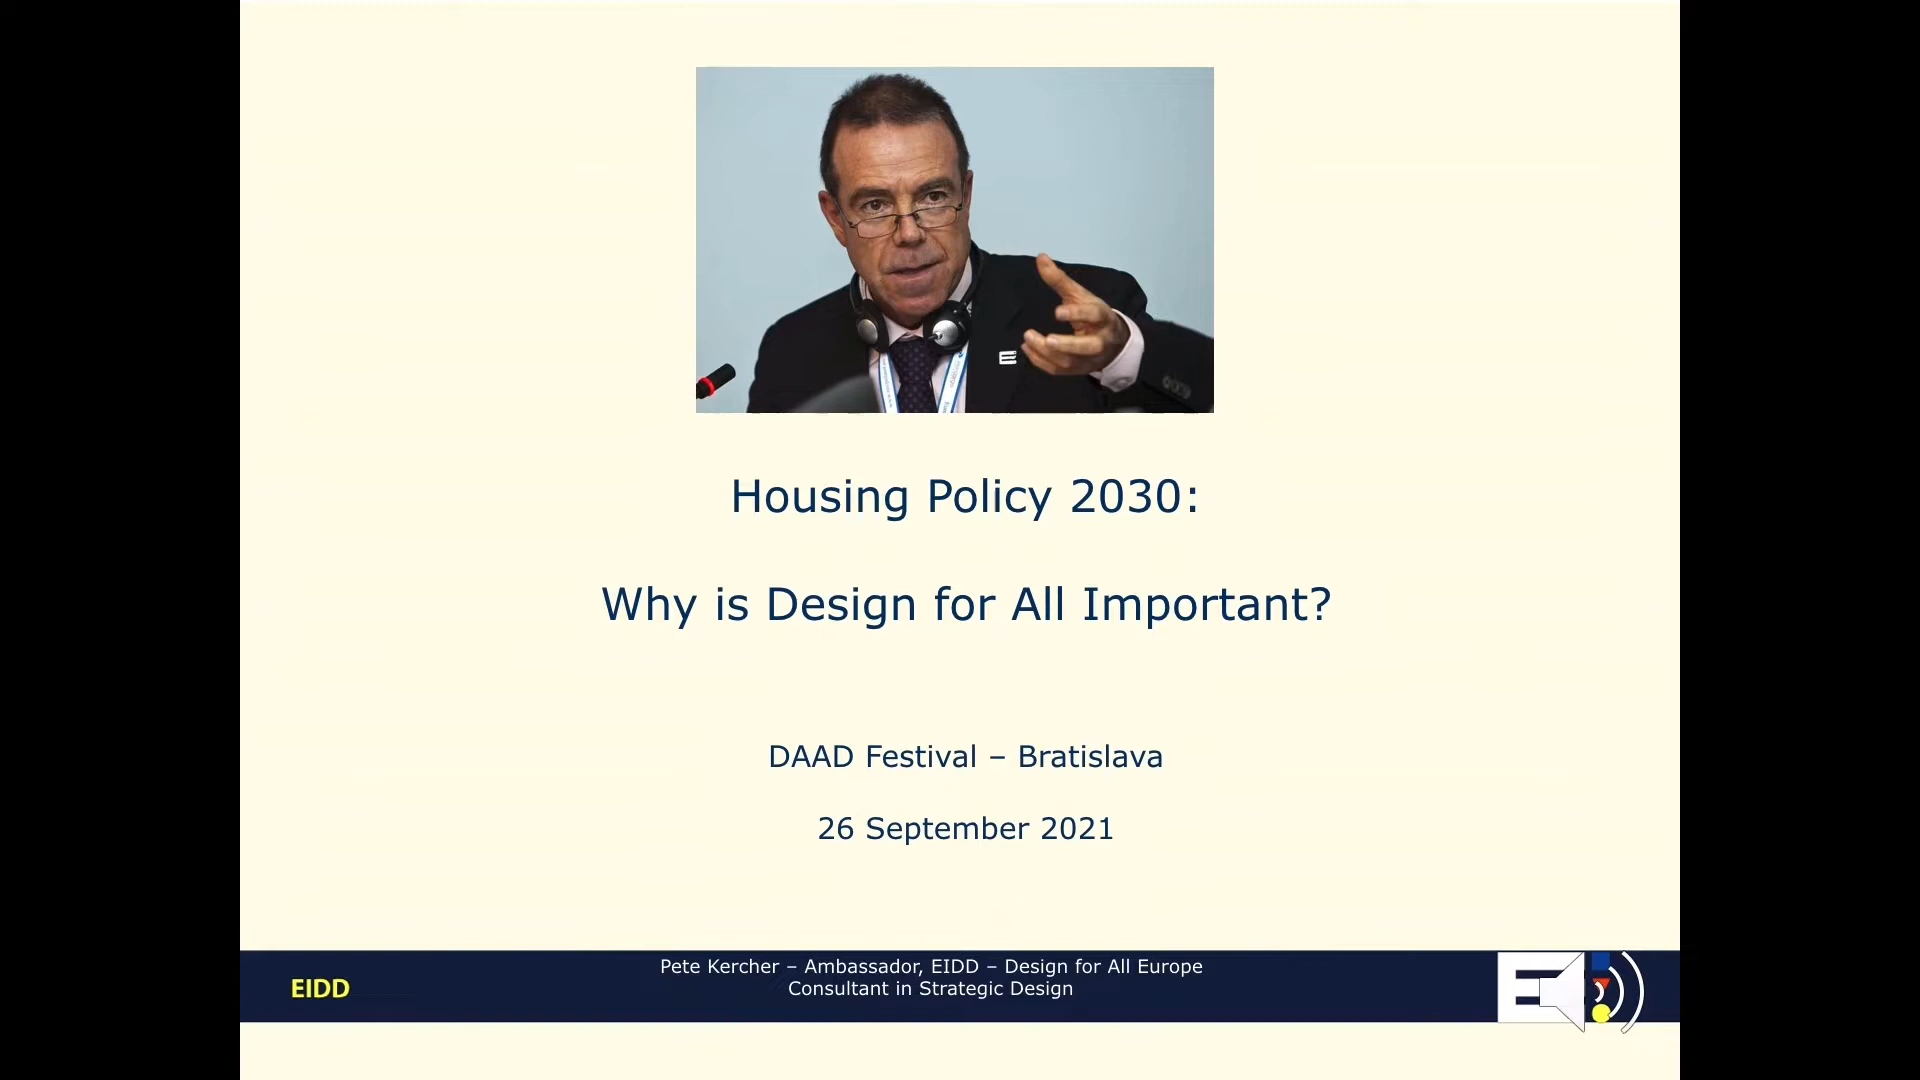 Housing Policy 2030:
Why is Design for All Important?
DAAD Festival – Bratislava
26 September 2021
Pete Kercher – Ambassador, EIDD – Design for All Europe
EIDD
Consultant in Strategic Design